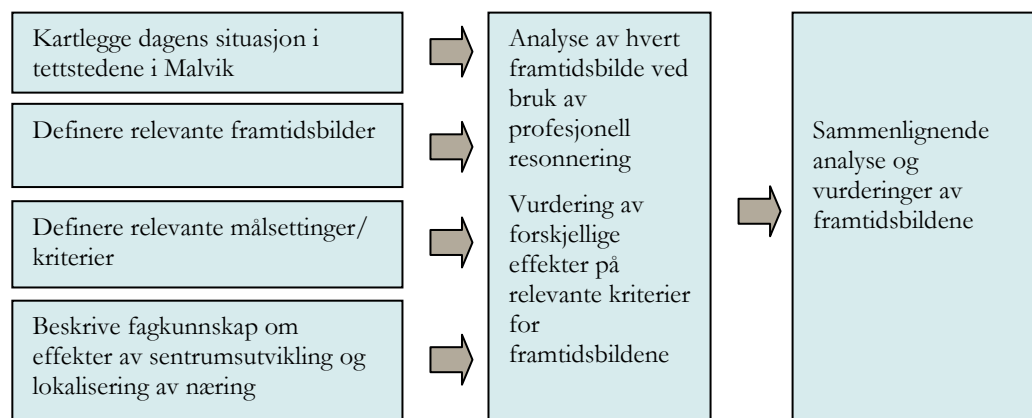 Kartlegge dagens situasjon i
tettstedene i Malvik
Definere relevante framtidsbilder
Definere relevante målsettinger/
kriterier
Beskrive fagkunnskap om
effekter av sentrumsutvikling og
lokalisering av næring
Analyse av hvert
framtidsbilde ved
bruk av
profesjonell
resonnering
Vurdering av
forskjellige
effekter på
relevante kriterier
for
framtidsbildene
Sammenlignende
analyse og
vurderinger av
framtidsbildene